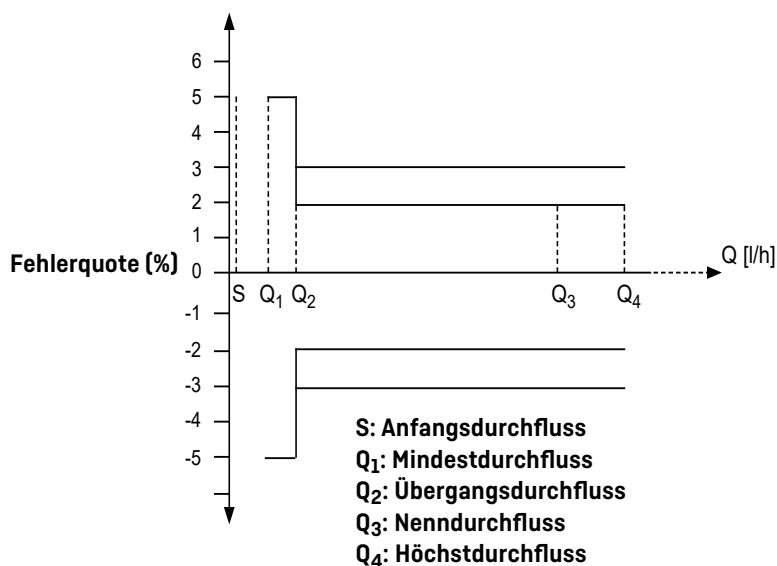 6
5
4
3
2
1
Fehlerquote (%) 0 Q [l/h]
S Q₁ Q₂ Q₃ Q₄
-1
-2
-3
-4
-5
S: Anfangsdurchfluss
Q₁: Mindestdurchfluss
Q₂: Übergangsdurchfluss
Q₃: Nenndurchfluss
Q₄: Höchstdurchfluss